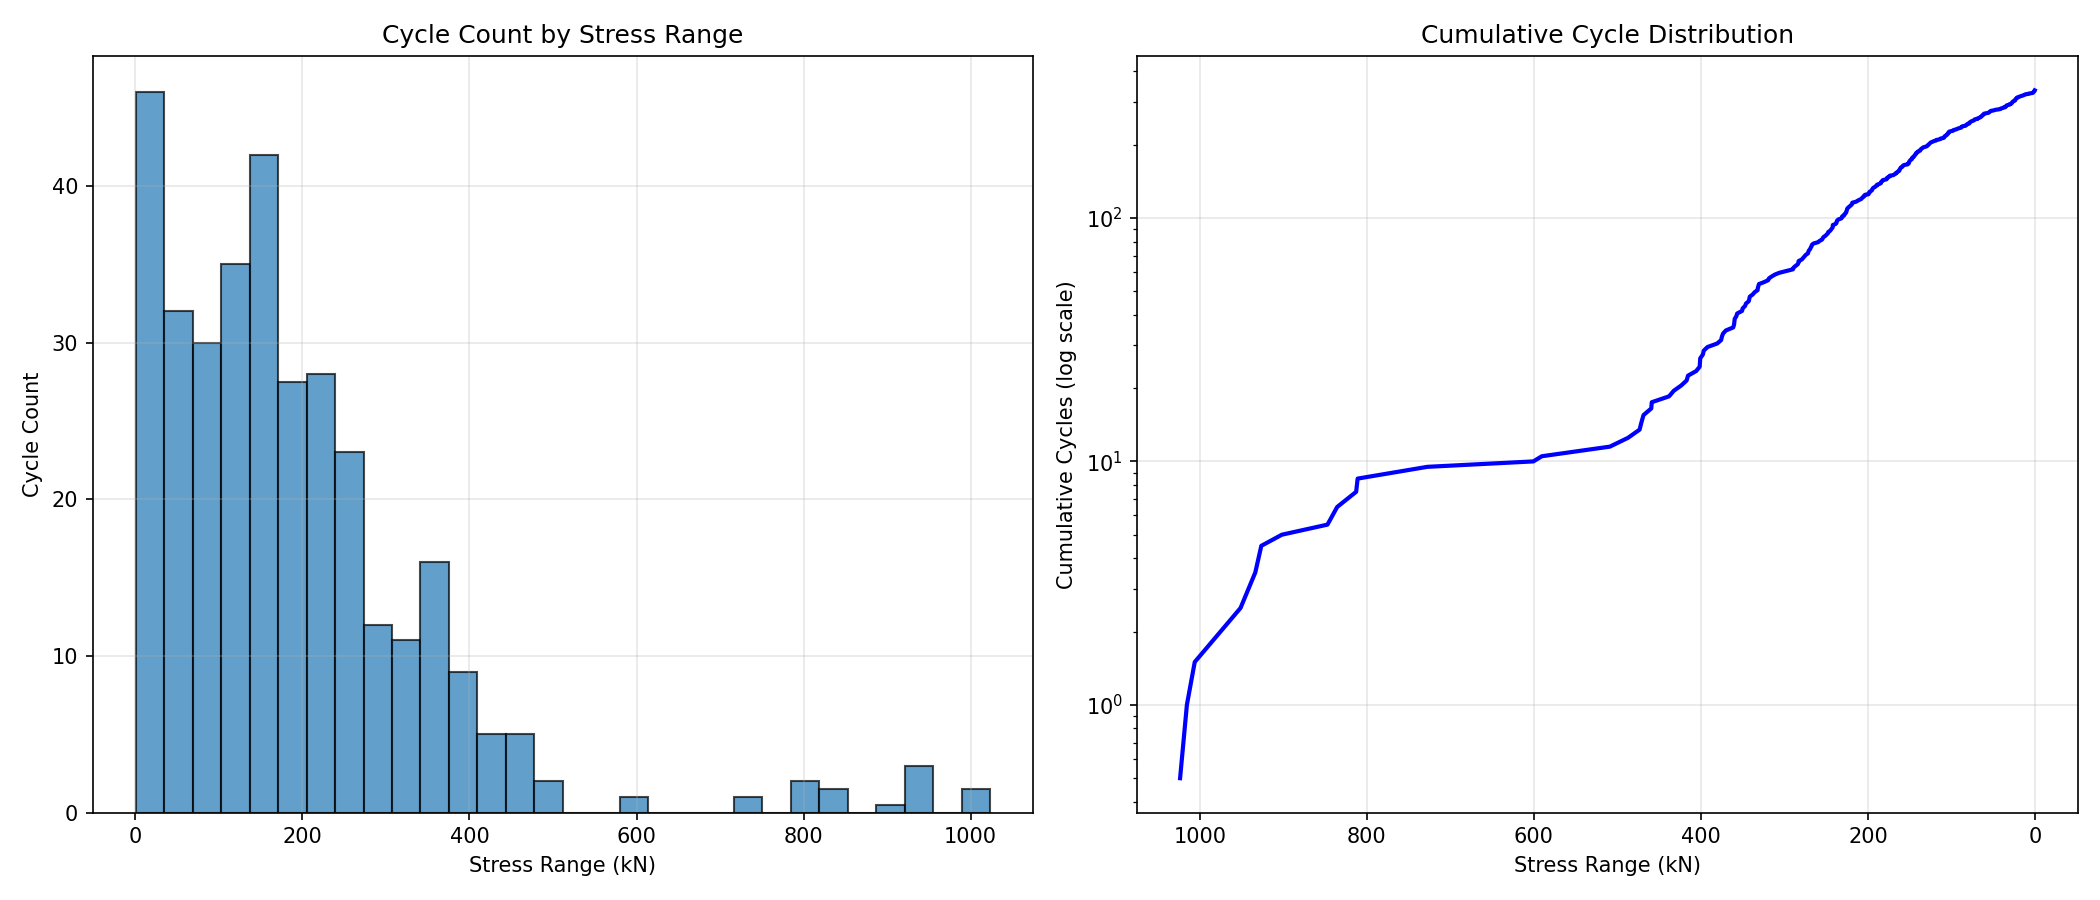 Cycle Count by Stress Range
Cycle Count
40
30
20
10
0
0 200 400 600 800 1000
Stress Range (kN)
Cumulative Cycle Distribution
Cumulative Cycles (log scale)
10²
10¹
10⁰
1000 800 600 400 200 0
Stress Range (kN)